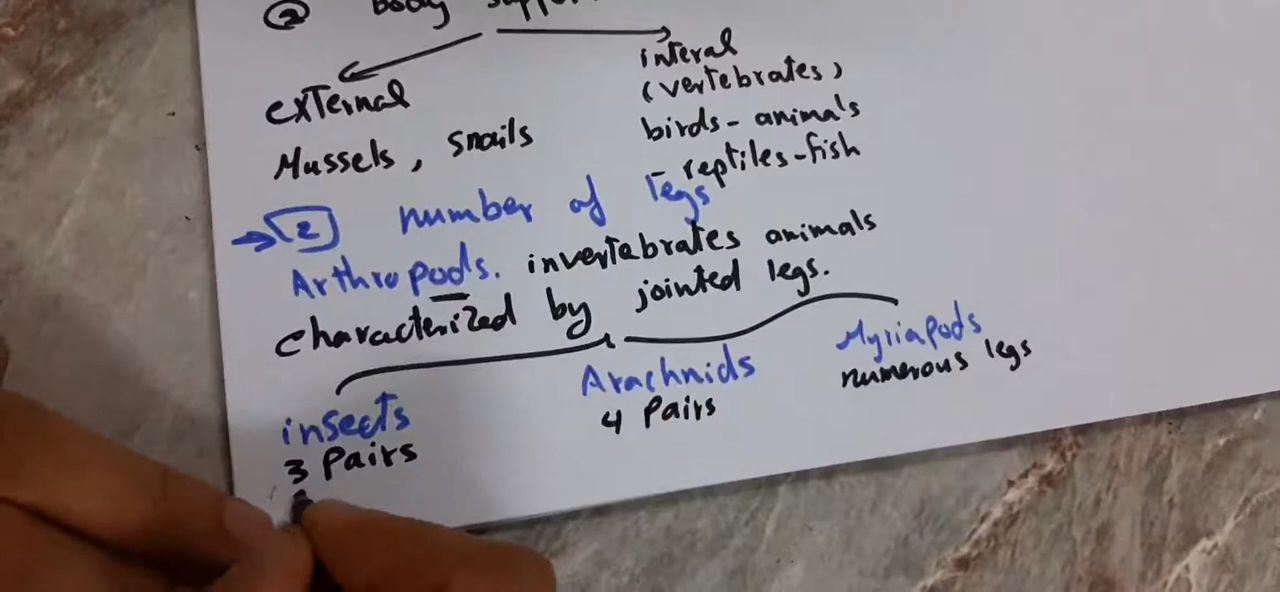 ② Body
external
Mussels, snails
interal
(vertebrates)
birds - animals
- reptiles - fish
→ 2 number of legs
Arthropods. invertebrates animals
characterized by jointed legs.
insects
3 Pairs
Arachnids
4 Pairs
Myriapods
numerous legs